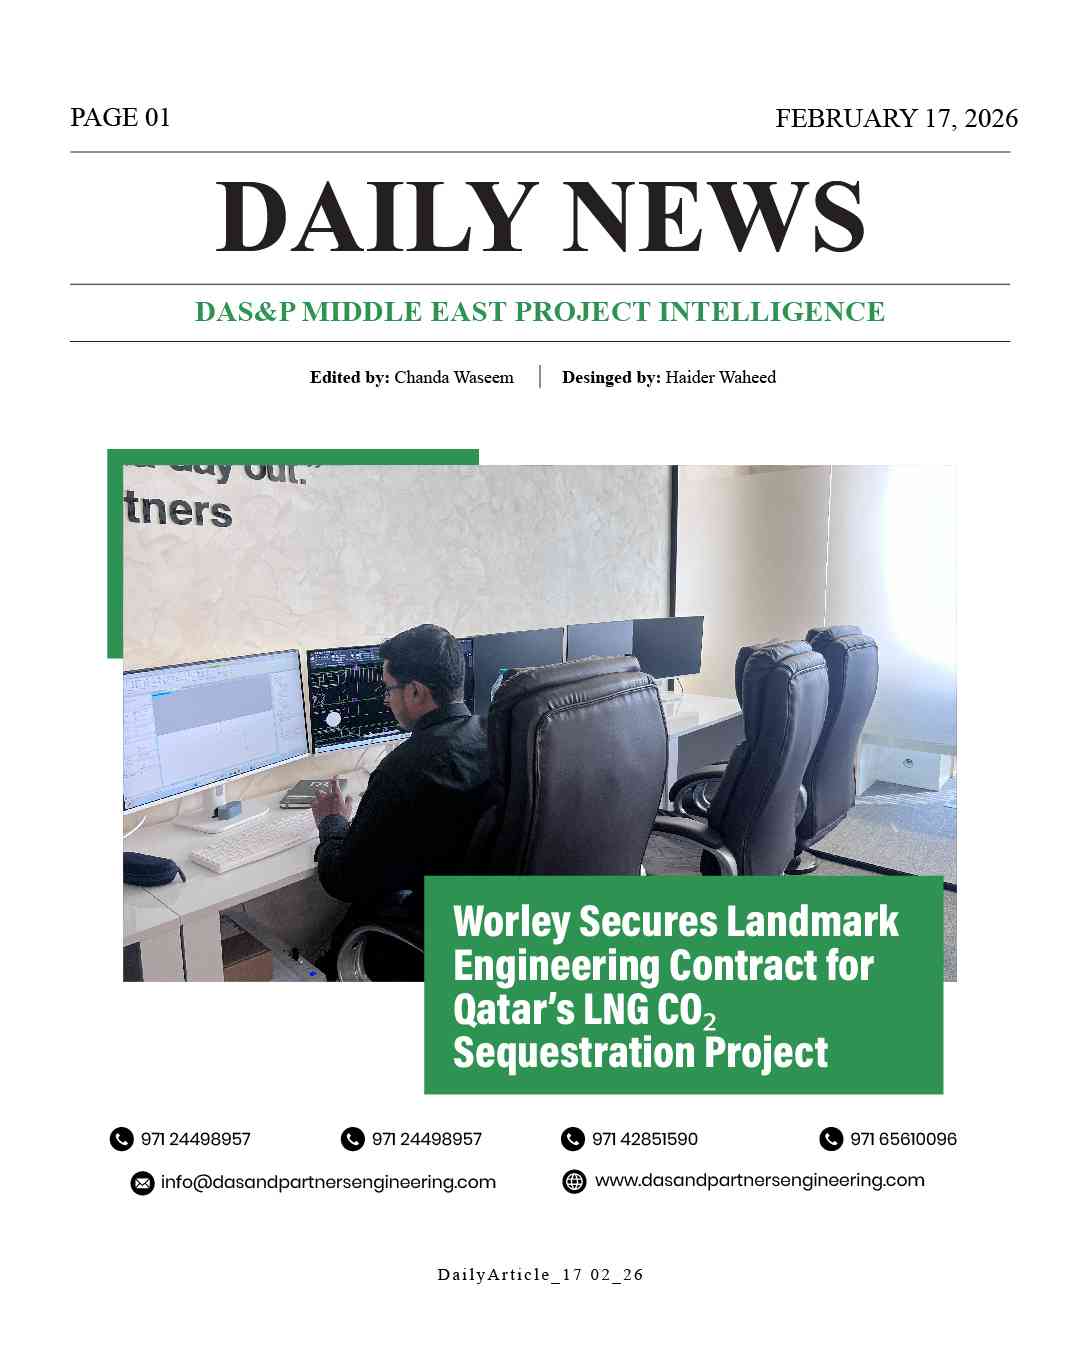 PAGE 01
FEBRUARY 17, 2026
DAILY NEWS
DAS&P MIDDLE EAST PROJECT INTELLIGENCE
Edited by: Chanda Waseem
Desinged by: Haider Waheed
day out.”
tners
Worley Secures Landmark
Engineering Contract for
Qatar’s LNG CO₂
Sequestration Project
971 24498957
971 24498957
971 42851590
971 65610096
info@dasandpartnersengineering.com
www.dasandpartnersengineering.com
DailyArticle_17 02_26